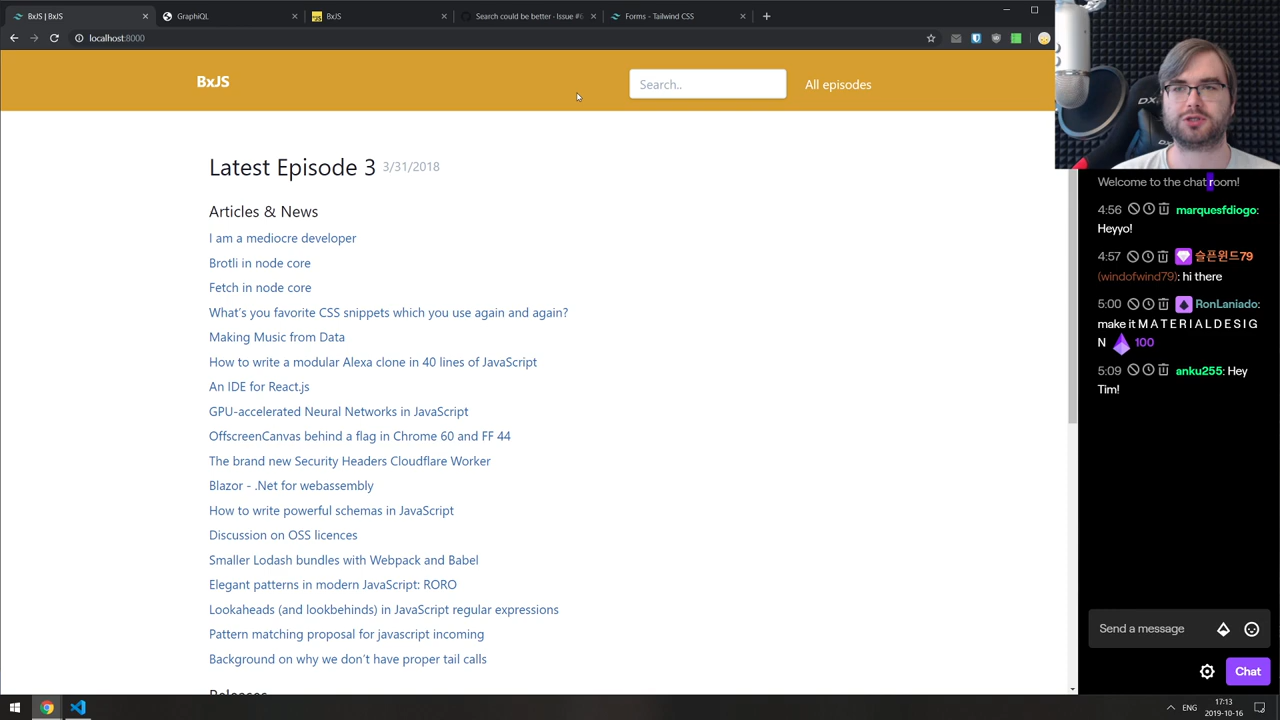 BxJS | BxJS
GraphiQL
BxJS
Search could be better · Issue #6
Forms - Tailwind CSS
localhost:8000
BxJS
Search..
All episodes
Latest Episode 3 3/31/2018
Articles & News
I am a mediocre developer
Brotli in node core
Fetch in node core
What's you favorite CSS snippets which you use again and again?
Making Music from Data
How to write a modular Alexa clone in 40 lines of JavaScript
An IDE for React.js
GPU-accelerated Neural Networks in JavaScript
OffscreenCanvas behind a flag in Chrome 60 and FF 44
The brand new Security Headers Cloudflare Worker
Blazor - .Net for webassembly
How to write powerful schemas in JavaScript
Discussion on OSS licences
Smaller Lodash bundles with Webpack and Babel
Elegant patterns in modern JavaScript: RORO
Lookaheads (and lookbehinds) in JavaScript regular expressions
Pattern matching proposal for javascript incoming
Background on why we don't have proper tail calls
Releases
Welcome to the chat room!
4:56 marquesfdiogo:
Heyyo!
4:57 슬픈윈드79
(windofwind79): hi there
5:00 RonLaniado:
make it M A T E R I A L D E S I G
N 100
5:09 anku255: Hey
Tim!
Send a message
Chat
ENG
17:13
2019-10-16